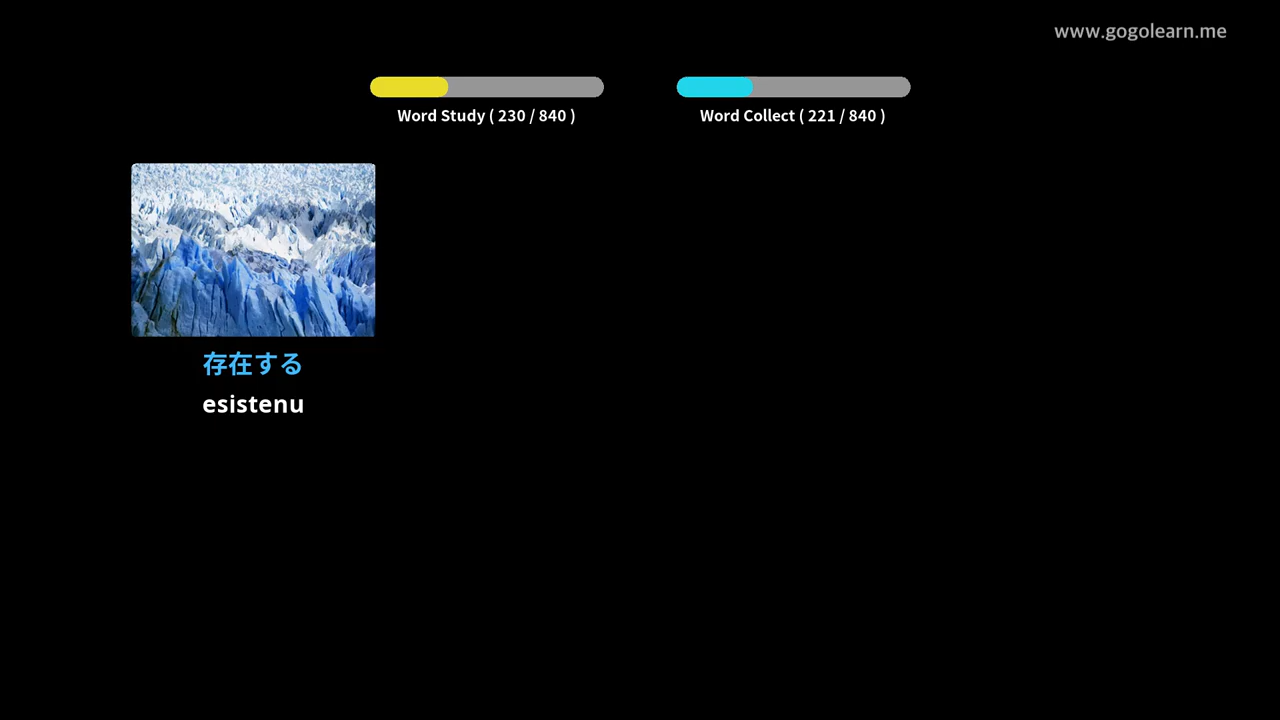 www.gogolearn.me
Word Study ( 230 / 840 )
Word Collect ( 221 / 840 )
存在する
esistenu